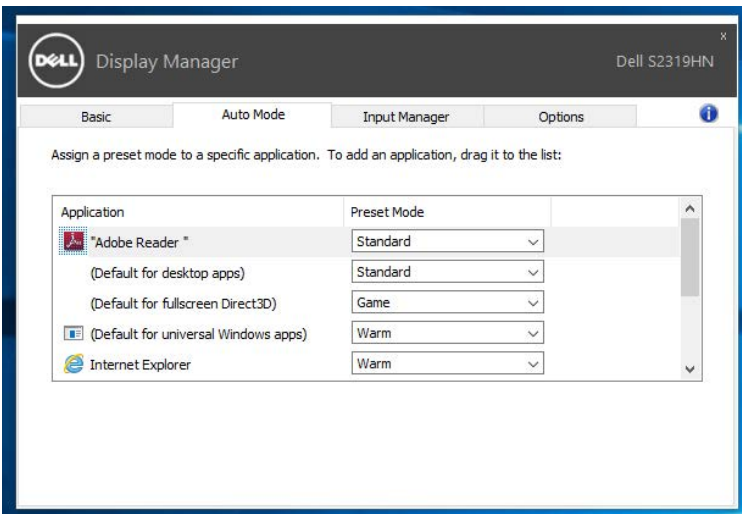 x
DELL Display Manager Dell S2319HN
Basic Auto Mode Input Manager Options i
Assign a preset mode to a specific application. To add an application, drag it to the list:
Application Preset Mode
"Adobe Reader " Standard
(Default for desktop apps) Standard
(Default for fullscreen Direct3D) Game
(Default for universal Windows apps) Warm
Internet Explorer Warm